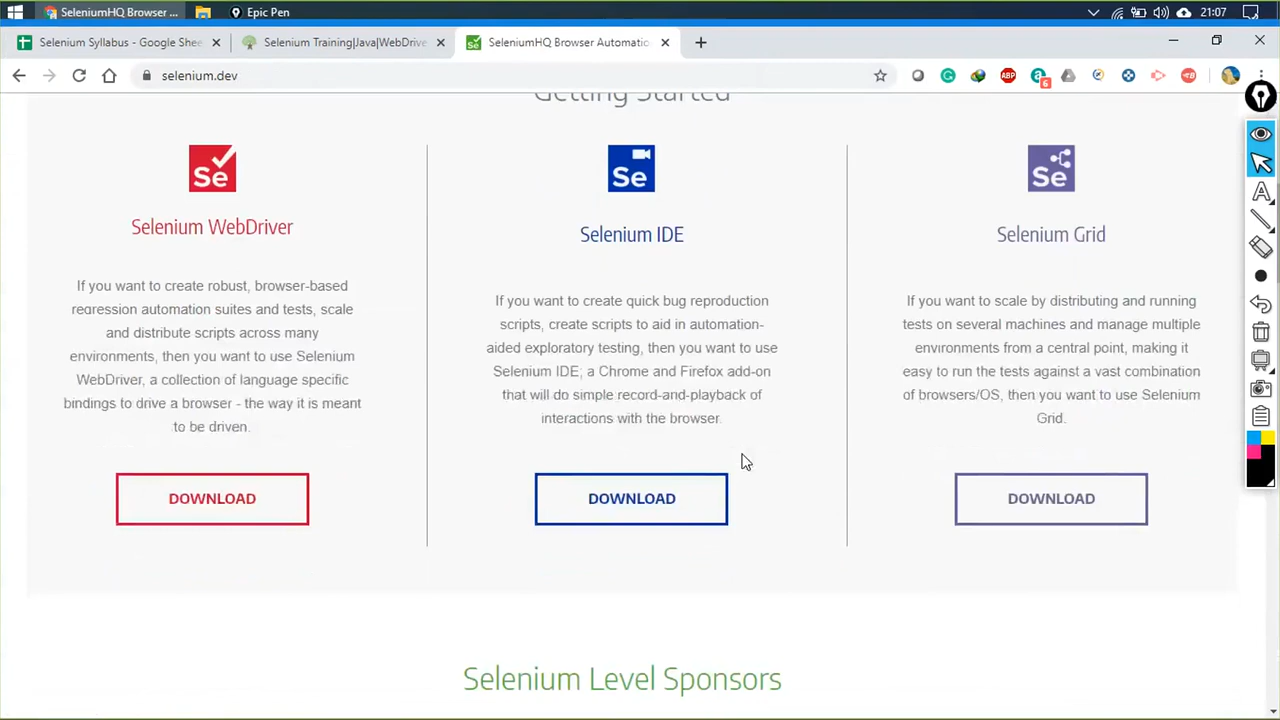 SeleniumHQ Browser ...
Epic Pen
21:07
Selenium Syllabus - Google Shee
Selenium Training|Java|WebDrive
SeleniumHQ Browser Automatio
selenium.dev
ABP
6
Getting Started
Se
Se
Se
Selenium WebDriver
Selenium IDE
Selenium Grid
If you want to create robust, browser-based
regression automation suites and tests, scale
and distribute scripts across many
environments, then you want to use Selenium
WebDriver, a collection of language specific
bindings to drive a browser - the way it is meant
to be driven.
If you want to create quick bug reproduction
scripts, create scripts to aid in automation-
aided exploratory testing, then you want to use
Selenium IDE; a Chrome and Firefox add-on
that will do simple record-and-playback of
interactions with the browser.
If you want to scale by distributing and running
tests on several machines and manage multiple
environments from a central point, making it
easy to run the tests against a vast combination
of browsers/OS, then you want to use Selenium
Grid.
DOWNLOAD
DOWNLOAD
DOWNLOAD
Selenium Level Sponsors